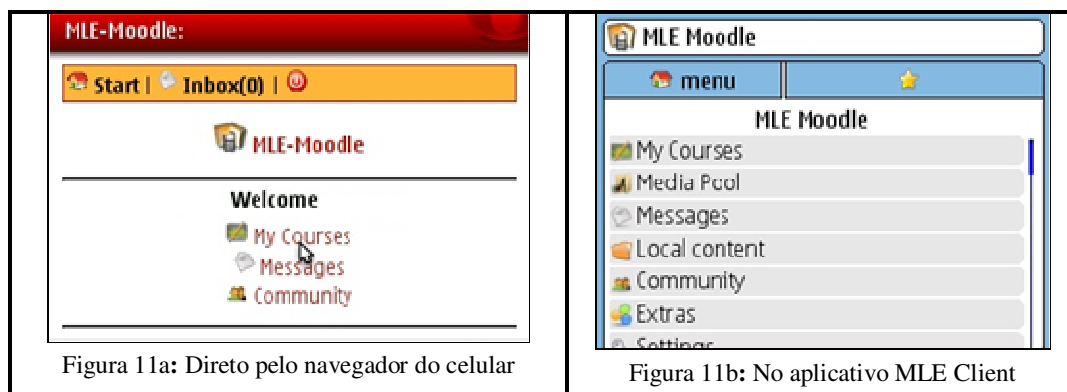 MLE-Moodle:
Start | Inbox(0) |
MLE-Moodle
Welcome
My Courses
Messages
Community
Figura 11a: Direto pelo navegador do celular
MLE Moodle
menu
MLE Moodle
My Courses
Media Pool
Messages
Local content
Community
Extras
Settings
Figura 11b: No aplicativo MLE Client